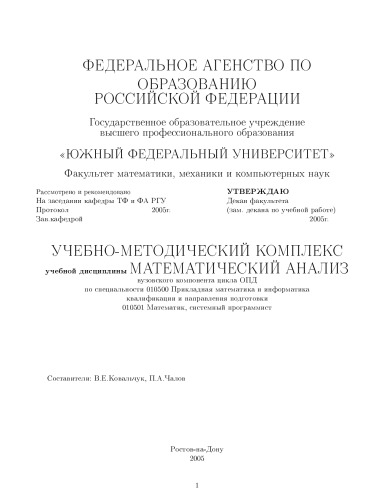 ФЕДЕРАЛЬНОЕ АГЕНСТВО ПО
ОБРАЗОВАНИЮ
РОССИЙСКОЙ ФЕДЕРАЦИИ
Государственное образовательное учреждение
высшего профессионального образования
«ЮЖНЫЙ ФЕДЕРАЛЬНЫЙ УНИВЕРСИТЕТ»
Факультет математики, механики и компьютерных наук
Рассмотрено и рекомендовано УТВЕРЖДАЮ
На заседании кафедры ТФ и ФА РГУ Декан факультета
Протокол 2005г. (зам. декана по учебной работе)
Зав.кафедрой 2005г.
УЧЕБНО-МЕТОДИЧЕСКИЙ КОМПЛЕКС
учебной дисциплины МАТЕМАТИЧЕСКИЙ АНАЛИЗ
вузовского компонента цикла ОПД
по специальности 010500 Прикладная математика и информатика
квалификации и направления подготовки
010501 Математик, системный программист
Составители: В.Е.Ковальчук, П.А.Чалов
Ростов-на-Дону
2005
1